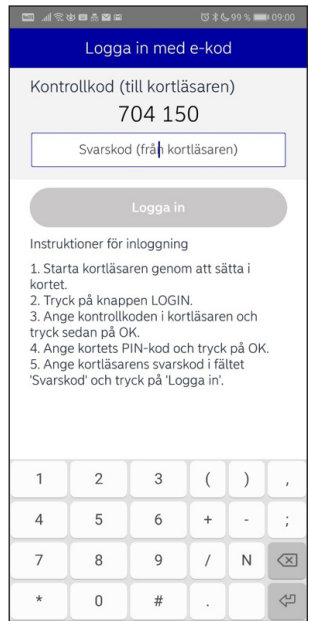 99 % 09:00
Logga in med e-kod
Kontrollkod (till kortläsaren)
704 150
Svarskod (från kortläsaren)
Logga in
Instruktioner för inloggning
1. Starta kortläsaren genom att sätta i
kortet.
2. Tryck på knappen LOGIN.
3. Ange kontrollkoden i kortläsaren och
tryck sedan på OK.
4. Ange kortets PIN-kod och tryck på OK.
5. Ange kortläsarens svarskod i fältet
'Svarskod' och tryck på 'Logga in'.
1 2 3 ( ) ,
4 5 6 + - ;
7 8 9 / N
* 0 # .